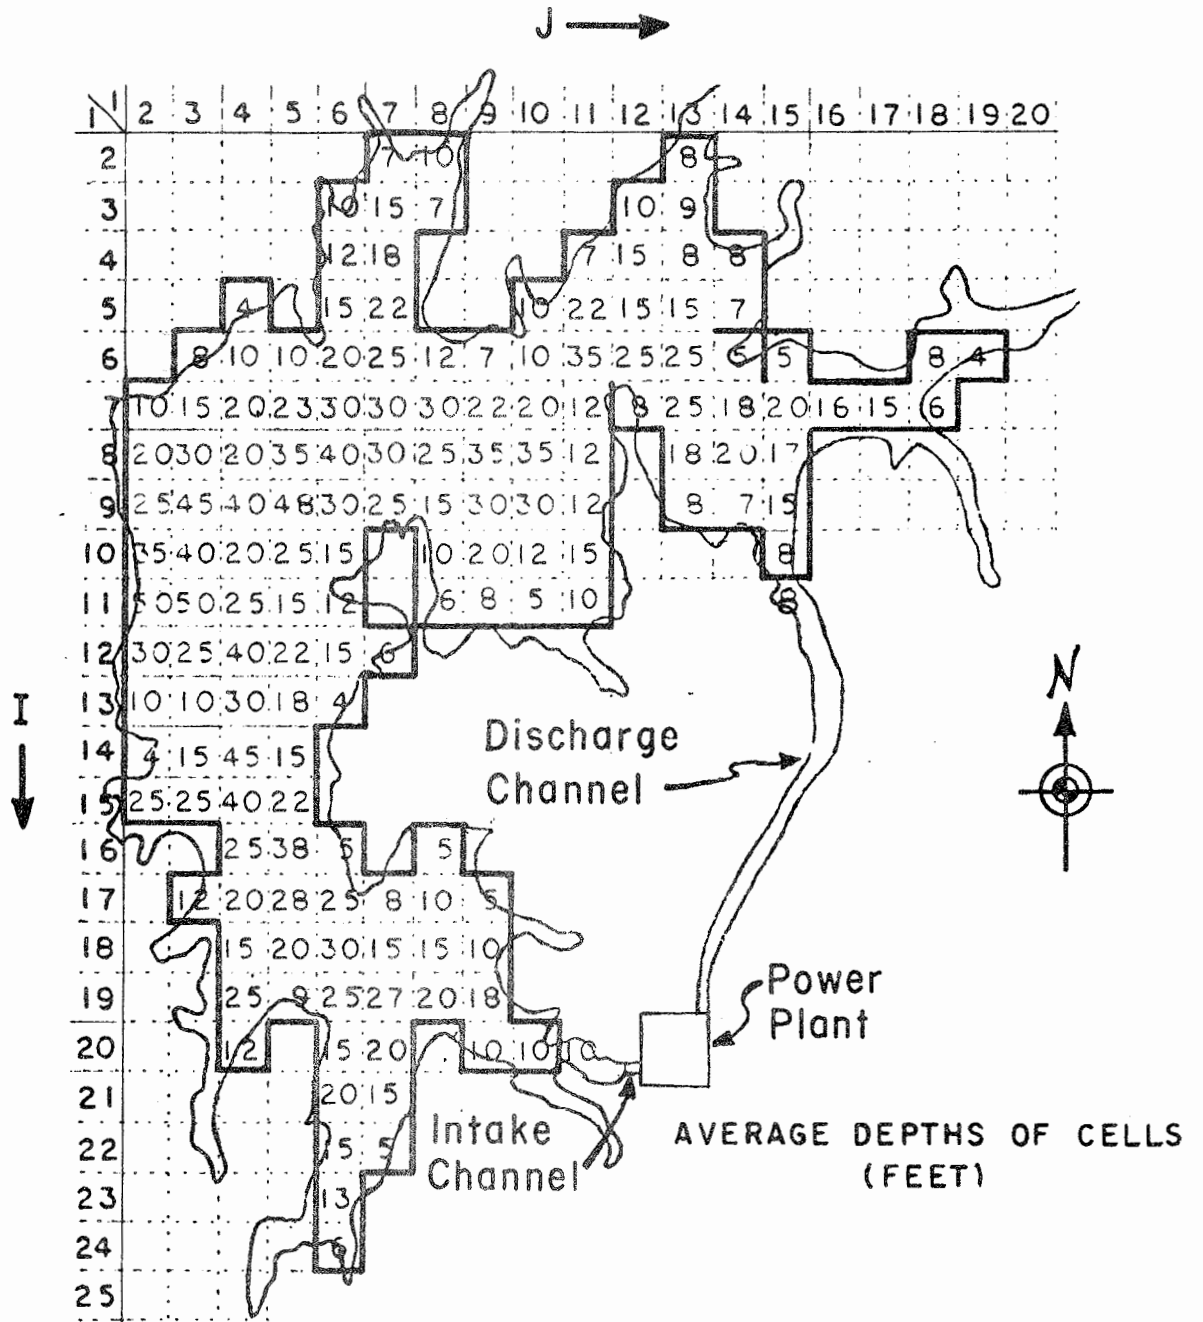 J
I 1 2 3 4 5 6 7 8 9 10 11 12 13 14 15 16 17 18 19 20
2 7 10 8
3 10 15 7 10 9
4 12 18 7 15 8 8
5 4 15 22 10 22 15 15 7
6 8 10 10 20 25 12 7 10 35 25 25 5 5 8 4
7 10 15 20 23 30 30 30 22 20 12 8 25 18 20 16 15 6
8 20 30 20 35 40 30 25 35 35 12 18 20 17
9 25 45 40 48 30 25 15 30 30 12 8 7 15
10 35 40 20 25 15 10 20 12 15 8
11 50 50 25 15 12 6 8 5 10 8
12 30 25 40 22 15 6
13 10 10 30 18 4
I
14 4 15 45 15
15 25 25 40 22
16 25 38 5 5
17 12 20 28 25 8 10 5
18 15 20 30 15 15 10
19 25 9 25 27 20 18
20 12 15 20 10 10 10
21 20 15
22 15 5
23 13
24 6
25
N
Discharge
Channel
Power
Plant
Intake
Channel
AVERAGE DEPTHS OF CELLS
(FEET)